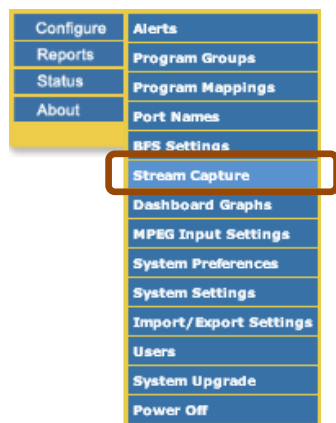 Configure
Reports
Status
About
Alerts
Program Groups
Program Mappings
Port Names
BFS Settings
Stream Capture
Dashboard Graphs
MPEG Input Settings
System Preferences
System Settings
Import/Export Settings
Users
System Upgrade
Power Off